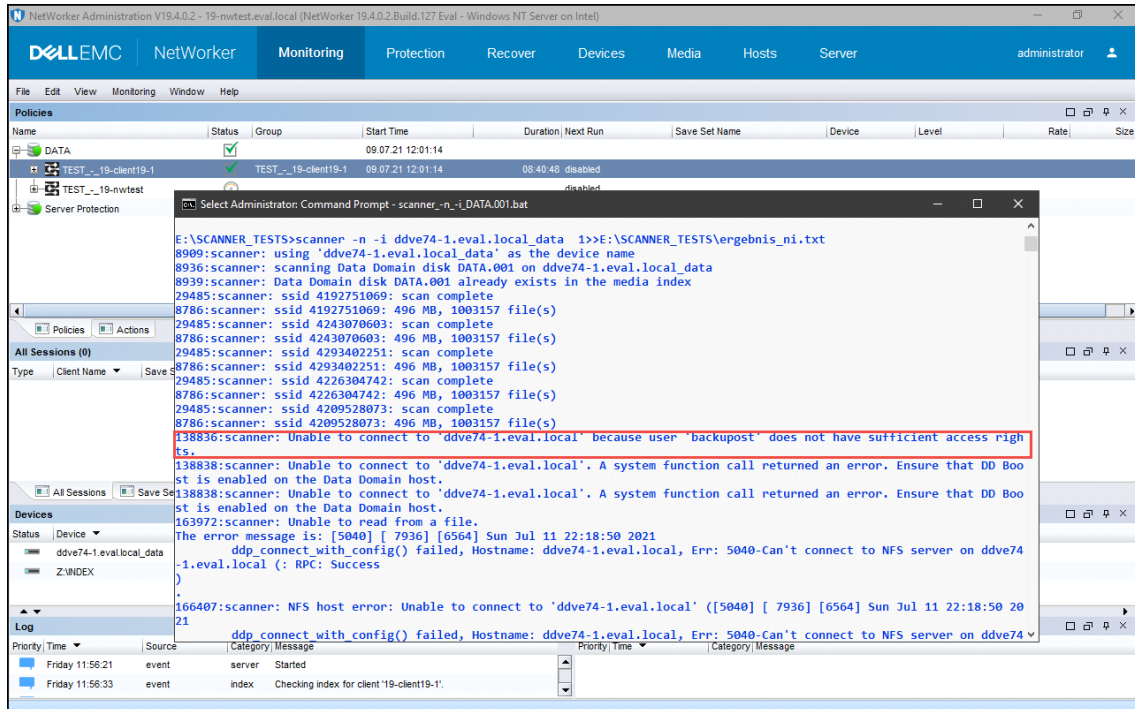 NetWorker Administration V19.4.0.2 - 19-nwtest.eval.local (NetWorker 19.4.0.2.Build.127 Eval - Windows NT Server on Intel)
DELLEMC NetWorker Monitoring Protection Recover Devices Media Hosts Server administrator
File Edit View Monitoring Window Help
Policies
Name Status Group Start Time Duration Next Run Save Set Name Device Level Rate Size
DATA 09.07.21 12:01:14
TEST_-_19-client19-1 TEST_-_19-client19-1 09.07.21 12:01:14 08:40:48 disabled
TEST_-_19-nwtest disabled
Server Protection
Select Administrator: Command Prompt - scanner_-n_-i_DATA.001.bat
E:\SCANNER_TESTS>scanner -n -i ddve74-1.eval.local_data 1>>E:\SCANNER_TESTS\ergebnis_ni.txt
8909:scanner: using 'ddve74-1.eval.local_data' as the device name
8936:scanner: scanning Data Domain disk DATA.001 on ddve74-1.eval.local_data
8939:scanner: Data Domain disk DATA.001 already exists in the media index
29485:scanner: ssid 4192751069: scan complete
8786:scanner: ssid 4192751069: 496 MB, 1003157 file(s)
29485:scanner: ssid 4243070603: scan complete
8786:scanner: ssid 4243070603: 496 MB, 1003157 file(s)
29485:scanner: ssid 4293402251: scan complete
8786:scanner: ssid 4293402251: 496 MB, 1003157 file(s)
29485:scanner: ssid 4226304742: scan complete
8786:scanner: ssid 4226304742: 496 MB, 1003157 file(s)
29485:scanner: ssid 4209528073: scan complete
8786:scanner: ssid 4209528073: 496 MB, 1003157 file(s)
138836:scanner: Unable to connect to 'ddve74-1.eval.local' because user 'backupost' does not have sufficient access righ
ts.
138838:scanner: Unable to connect to 'ddve74-1.eval.local'. A system function call returned an error. Ensure that DD Boo
st is enabled on the Data Domain host.
138838:scanner: Unable to connect to 'ddve74-1.eval.local'. A system function call returned an error. Ensure that DD Boo
st is enabled on the Data Domain host.
163972:scanner: Unable to read from a file.
The error message is: [5040] [ 7936] [6564] Sun Jul 11 22:18:50 2021
ddp_connect_with_config() failed, Hostname: ddve74-1.eval.local, Err: 5040-Can't connect to NFS server on ddve74
-1.eval.local (: RPC: Success
)
.
166407:scanner: NFS host error: Unable to connect to 'ddve74-1.eval.local' ([5040] [ 7936] [6564] Sun Jul 11 22:18:50 20
21
ddp_connect_with_config() failed, Hostname: ddve74-1.eval.local, Err: 5040-Can't connect to NFS server on ddve74
Policies Actions
All Sessions (0)
Type Client Name Save S
All Sessions Save Se
Devices
Status Device
ddve74-1.eval.local_data
Z:\INDEX
Log
Priority Time Source Category Message Priority Time Category Message
Friday 11:56:21 event server Started
Friday 11:56:33 event index Checking index for client '19-client19-1'.